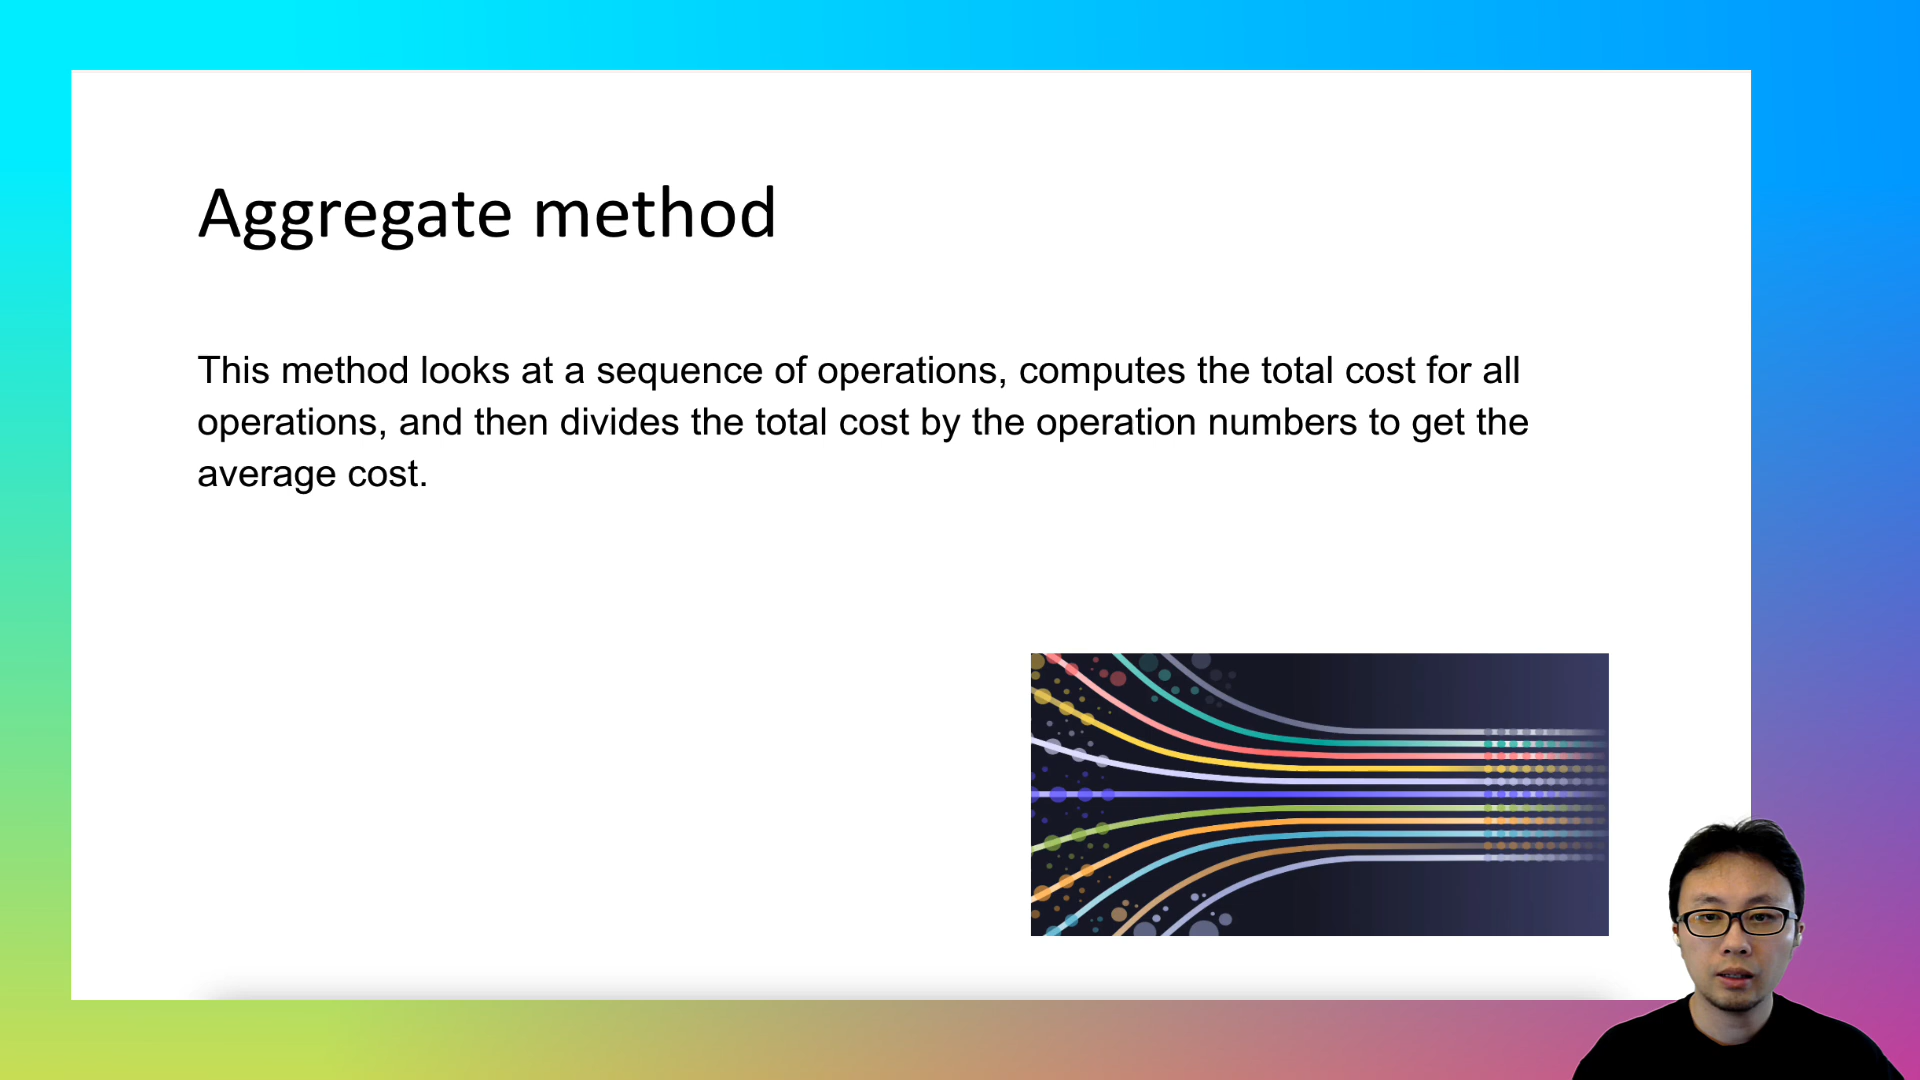 Aggregate method
This method looks at a sequence of operations, computes the total cost for all
operations, and then divides the total cost by the operation numbers to get the
average cost.